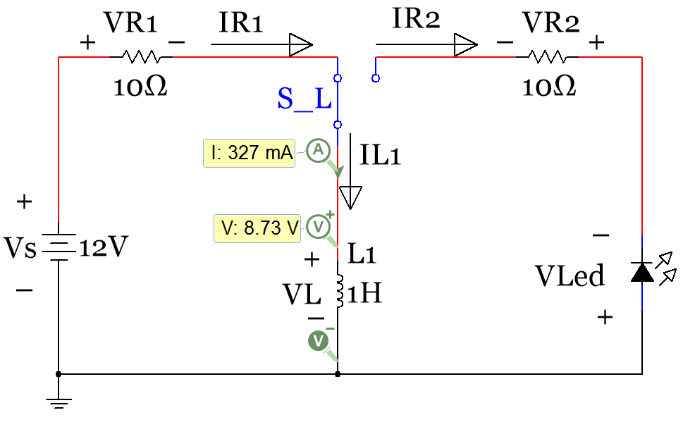 + VR1 − IR1 IR2 − VR2 +
10Ω 10Ω
S_L
I: 327 mA A IL1
+
Vs 12V
−
V: 8.73 V V +
+ L1
VL 1H
−
V −
−
VLed
+